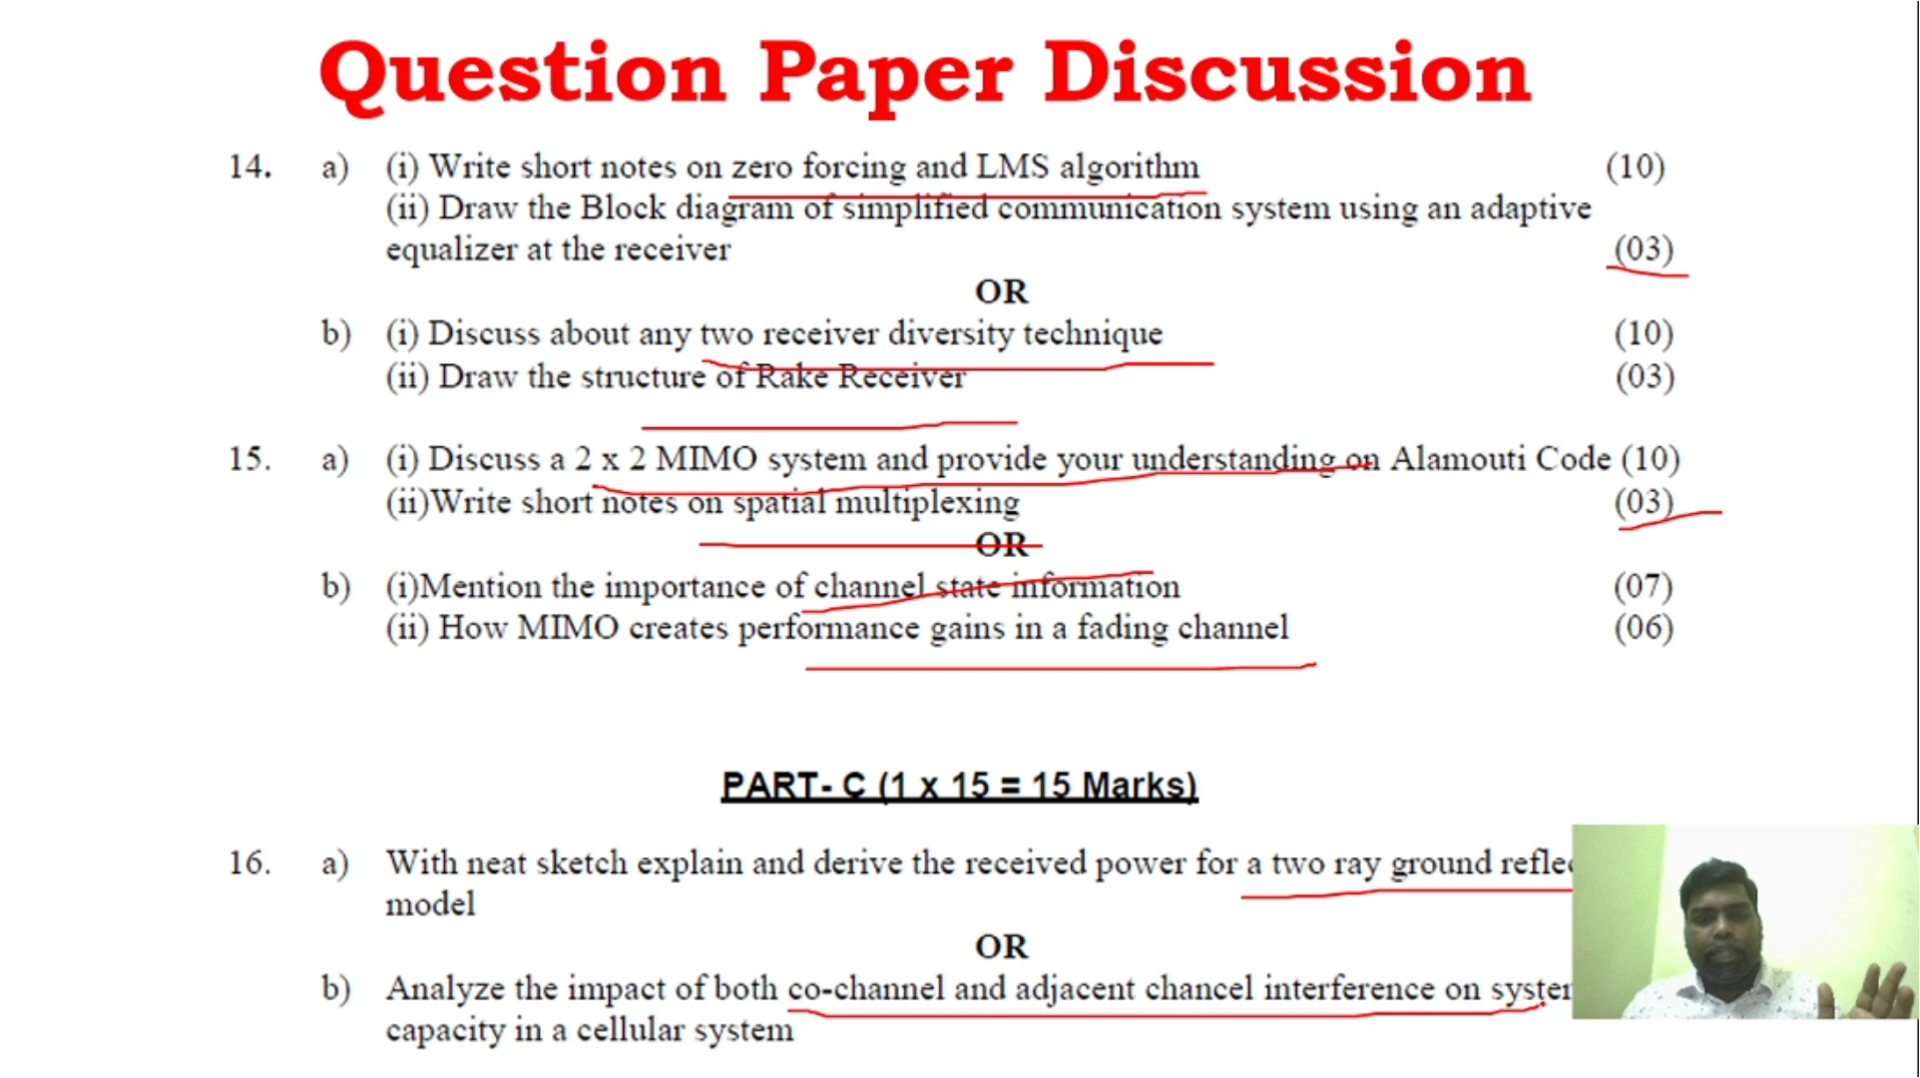 Question Paper Discussion
14. a) (i) Write short notes on zero forcing and LMS algorithm (10)
(ii) Draw the Block diagram of simplified communication system using an adaptive
equalizer at the receiver (03)
OR
b) (i) Discuss about any two receiver diversity technique (10)
(ii) Draw the structure of Rake Receiver (03)
15. a) (i) Discuss a 2 x 2 MIMO system and provide your understanding on Alamouti Code (10)
(ii)Write short notes on spatial multiplexing (03)
OR
b) (i)Mention the importance of channel state information (07)
(ii) How MIMO creates performance gains in a fading channel (06)
PART- C (1 x 15 = 15 Marks)
16. a) With neat sketch explain and derive the received power for a two ray ground
model
OR
b) Analyze the impact of both co-channel and adjacent chancel interference on
capacity in a cellular system